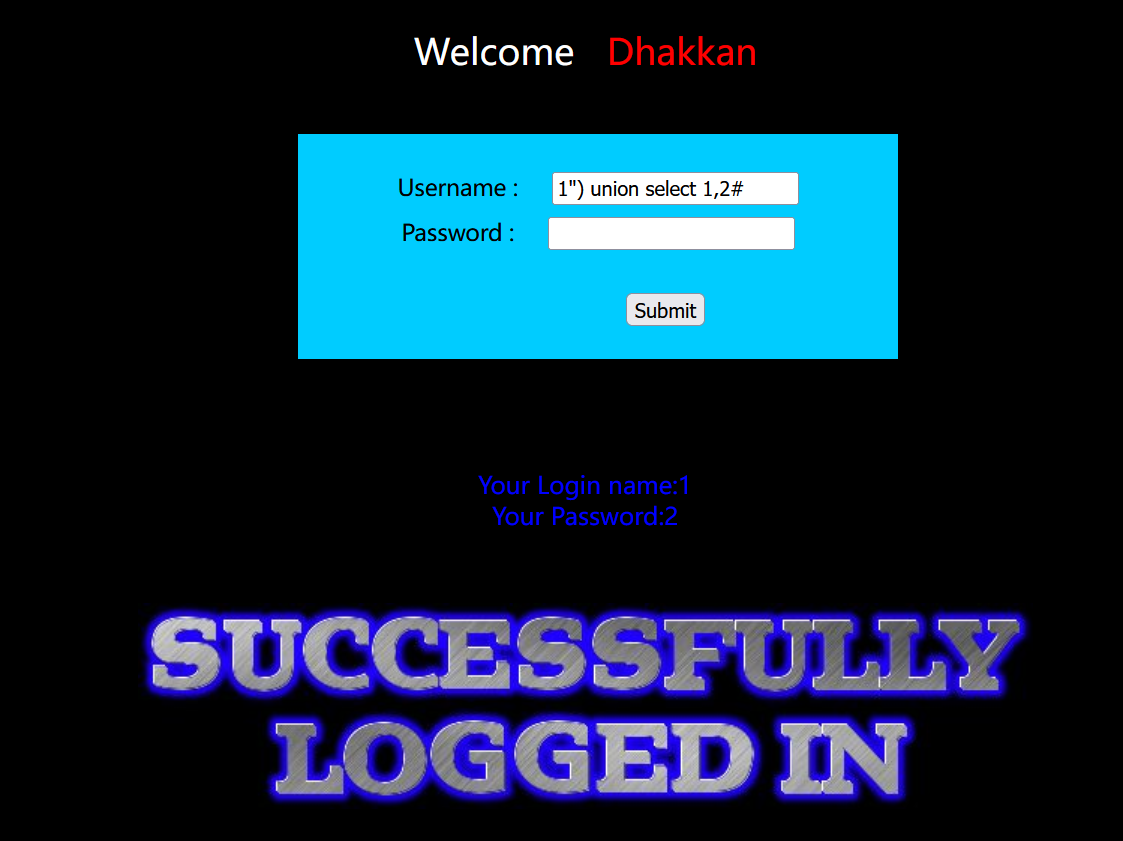 Welcome Dhakkan
Username : 1") union select 1,2#
Password :
Submit
Your Login name:1
Your Password:2
SUCCESSFULLY
LOGGED IN